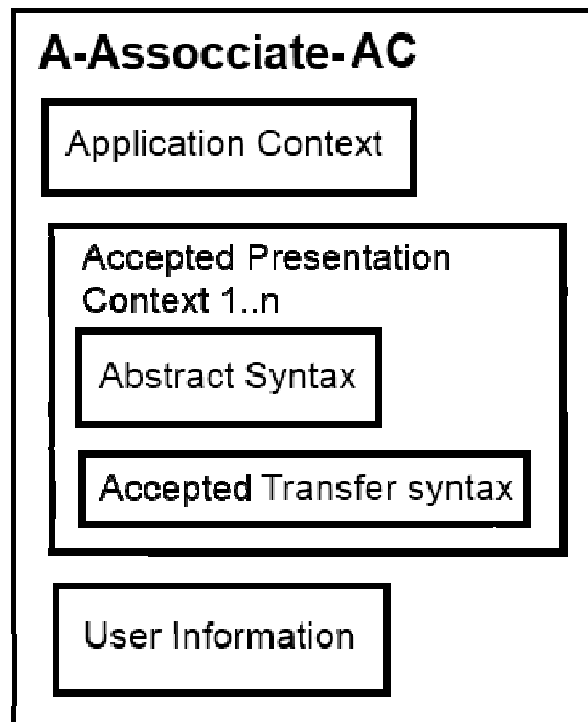 A-Assocciate-AC
Application Context
Accepted Presentation
Context 1..n
Abstract Syntax
Accepted Transfer syntax
User Information